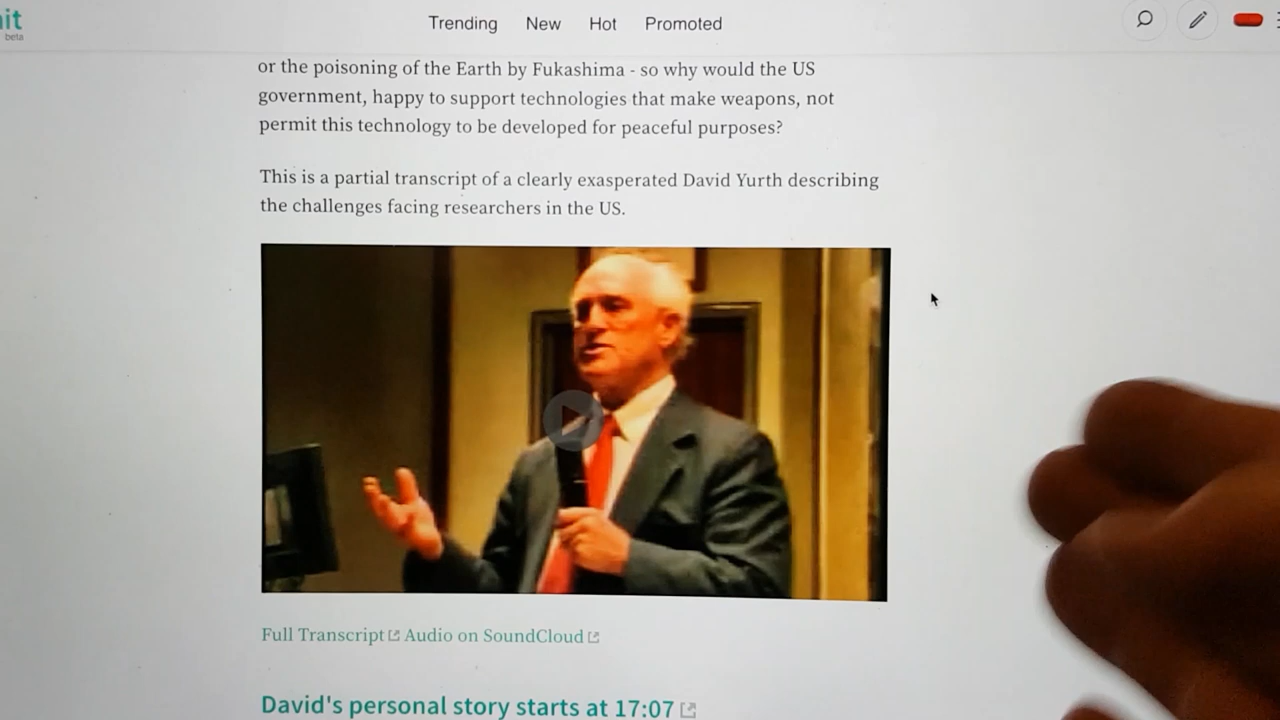 it
beta
Trending New Hot Promoted
or the poisoning of the Earth by Fukashima - so why would the US
government, happy to support technologies that make weapons, not
permit this technology to be developed for peaceful purposes?
This is a partial transcript of a clearly exasperated David Yurth describing
the challenges facing researchers in the US.
Full Transcript Audio on SoundCloud
David's personal story starts at 17:07